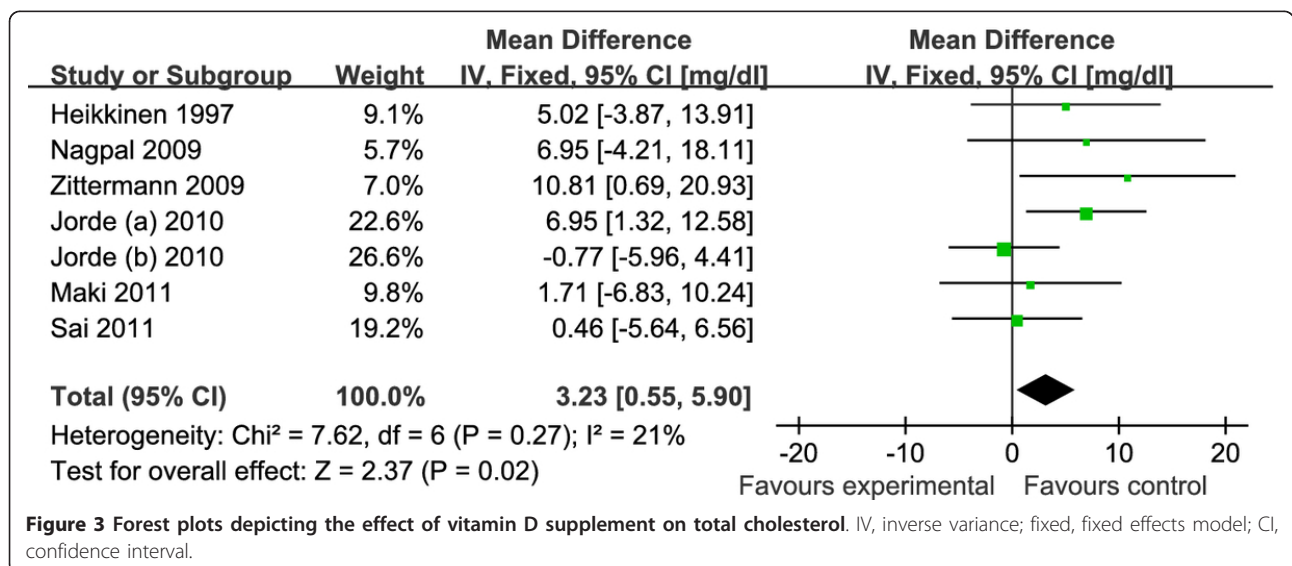 Mean Difference Mean Difference
Study or Subgroup Weight IV, Fixed, 95% CI [mg/dl] IV, Fixed, 95% CI [mg/dl]
Heikkinen 1997 9.1% 5.02 [-3.87, 13.91]
Nagpal 2009 5.7% 6.95 [-4.21, 18.11]
Zittermann 2009 7.0% 10.81 [0.69, 20.93]
Jorde (a) 2010 22.6% 6.95 [1.32, 12.58]
Jorde (b) 2010 26.6% -0.77 [-5.96, 4.41]
Maki 2011 9.8% 1.71 [-6.83, 10.24]
Sai 2011 19.2% 0.46 [-5.64, 6.56]
Total (95% CI) 100.0% 3.23 [0.55, 5.90]
Heterogeneity: Chi² = 7.62, df = 6 (P = 0.27); I² = 21%
Test for overall effect: Z = 2.37 (P = 0.02)
-20 -10 0 10 20
Favours experimental Favours control
Figure 3 Forest plots depicting the effect of vitamin D supplement on total cholesterol. IV, inverse variance; fixed, fixed effects model; CI,
confidence interval.